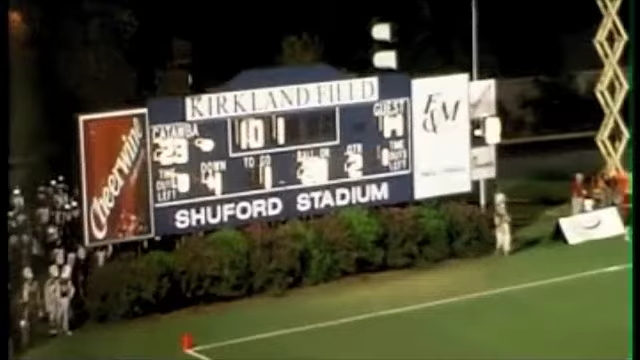 KIRKLAND FIELD
CATAWBA
GUEST
23
10 1
14
DOWN
TO GO
BALL ON
QTR
TIME OUTS LEFT
4
1
2
TIME OUTS LEFT
SHUFORD STADIUM
Cheerwine
F&M